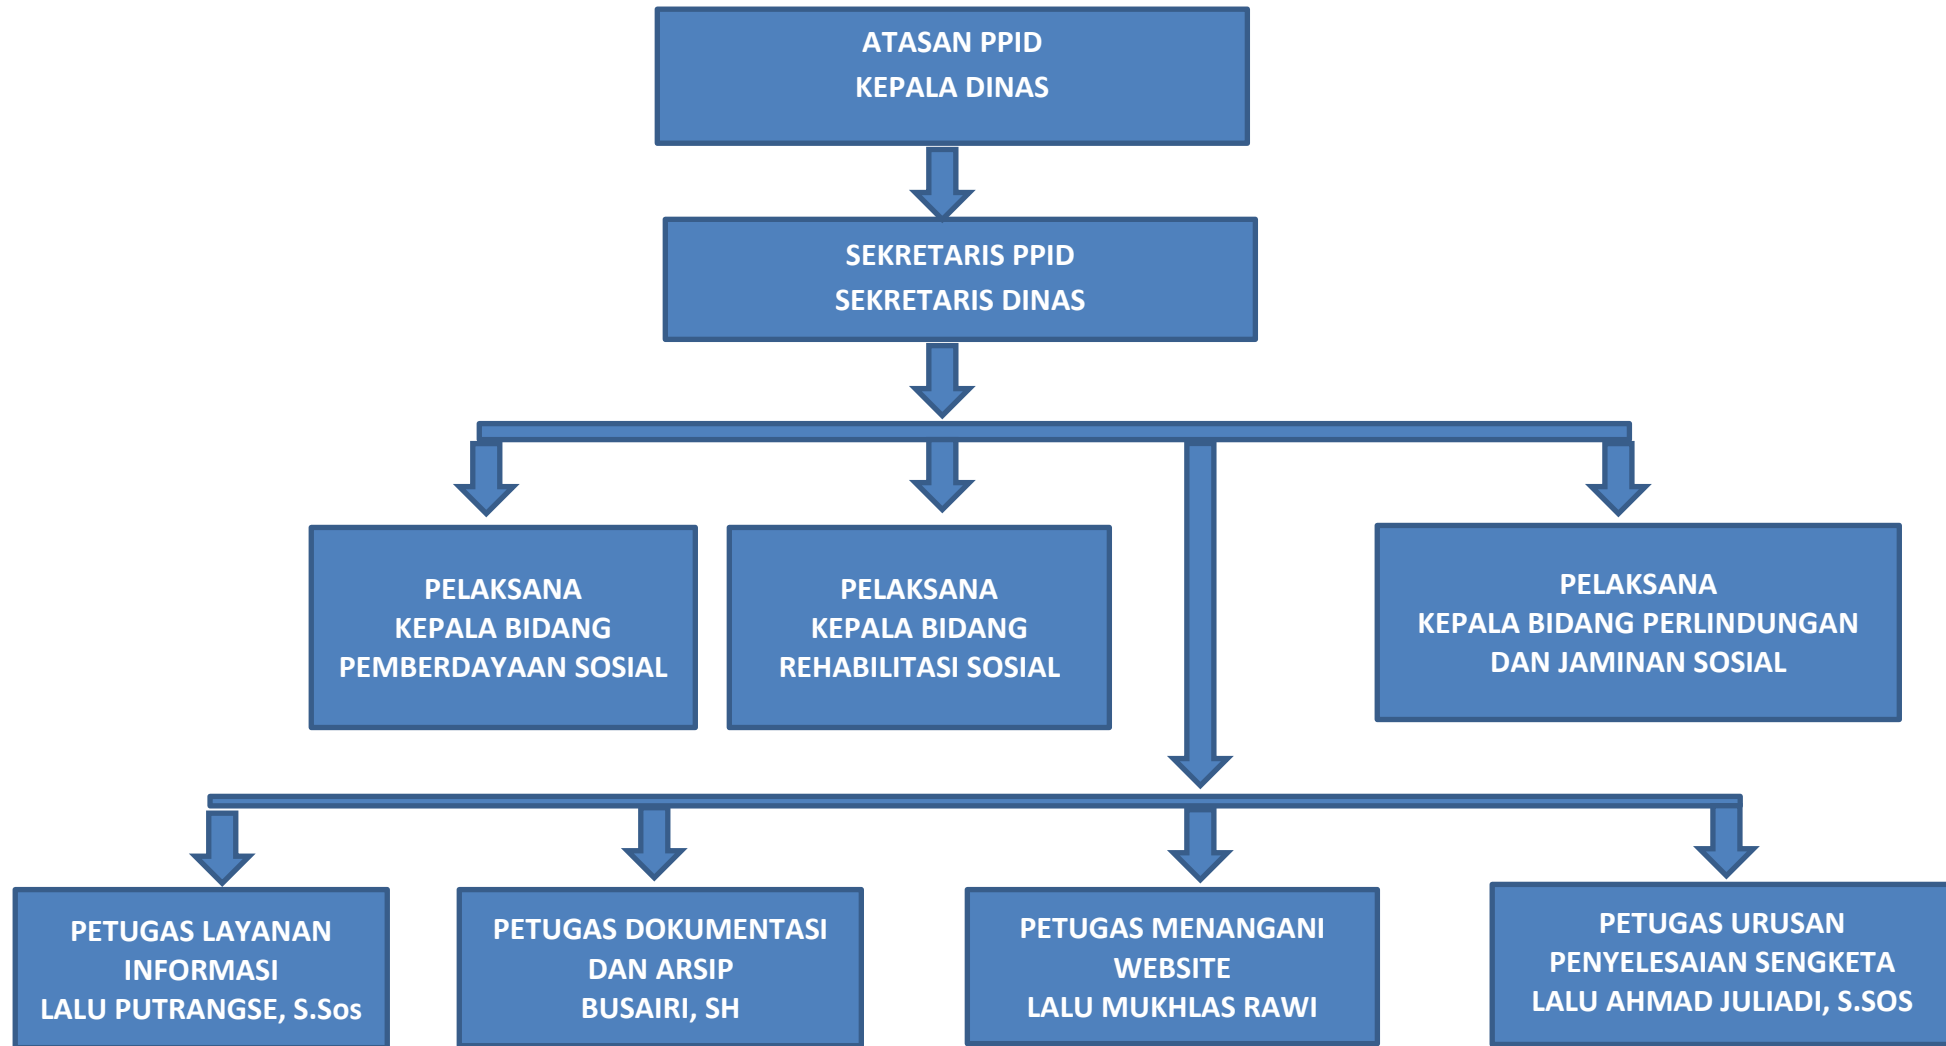 ATASAN PPID
KEPALA DINAS
SEKRETARIS PPID
SEKRETARIS DINAS
PELAKSANA
KEPALA BIDANG
PEMBERDAYAAN SOSIAL
PELAKSANA
KEPALA BIDANG
REHABILITASI SOSIAL
PELAKSANA
KEPALA BIDANG PERLINDUNGAN
DAN JAMINAN SOSIAL
PETUGAS LAYANAN
INFORMASI
LALU PUTRANGSE, S.Sos
PETUGAS DOKUMENTASI
DAN ARSIP
BUSAIRI, SH
PETUGAS MENANGANI
WEBSITE
LALU MUKHLAS RAWI
PETUGAS URUSAN
PENYELESAIAN SENGKETA
LALU AHMAD JULIADI, S.SOS